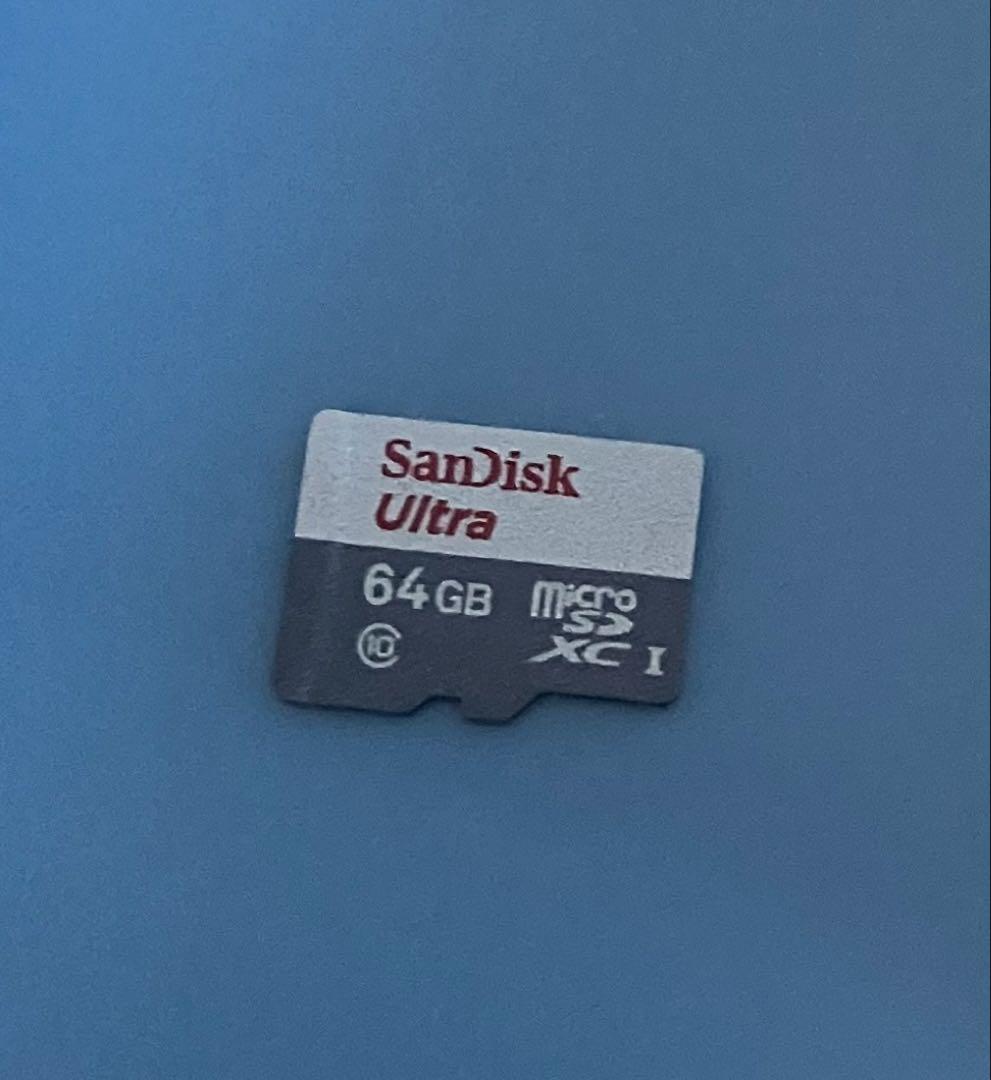 SanDisk
Ultra
64GB
micro
SD
XC I
10